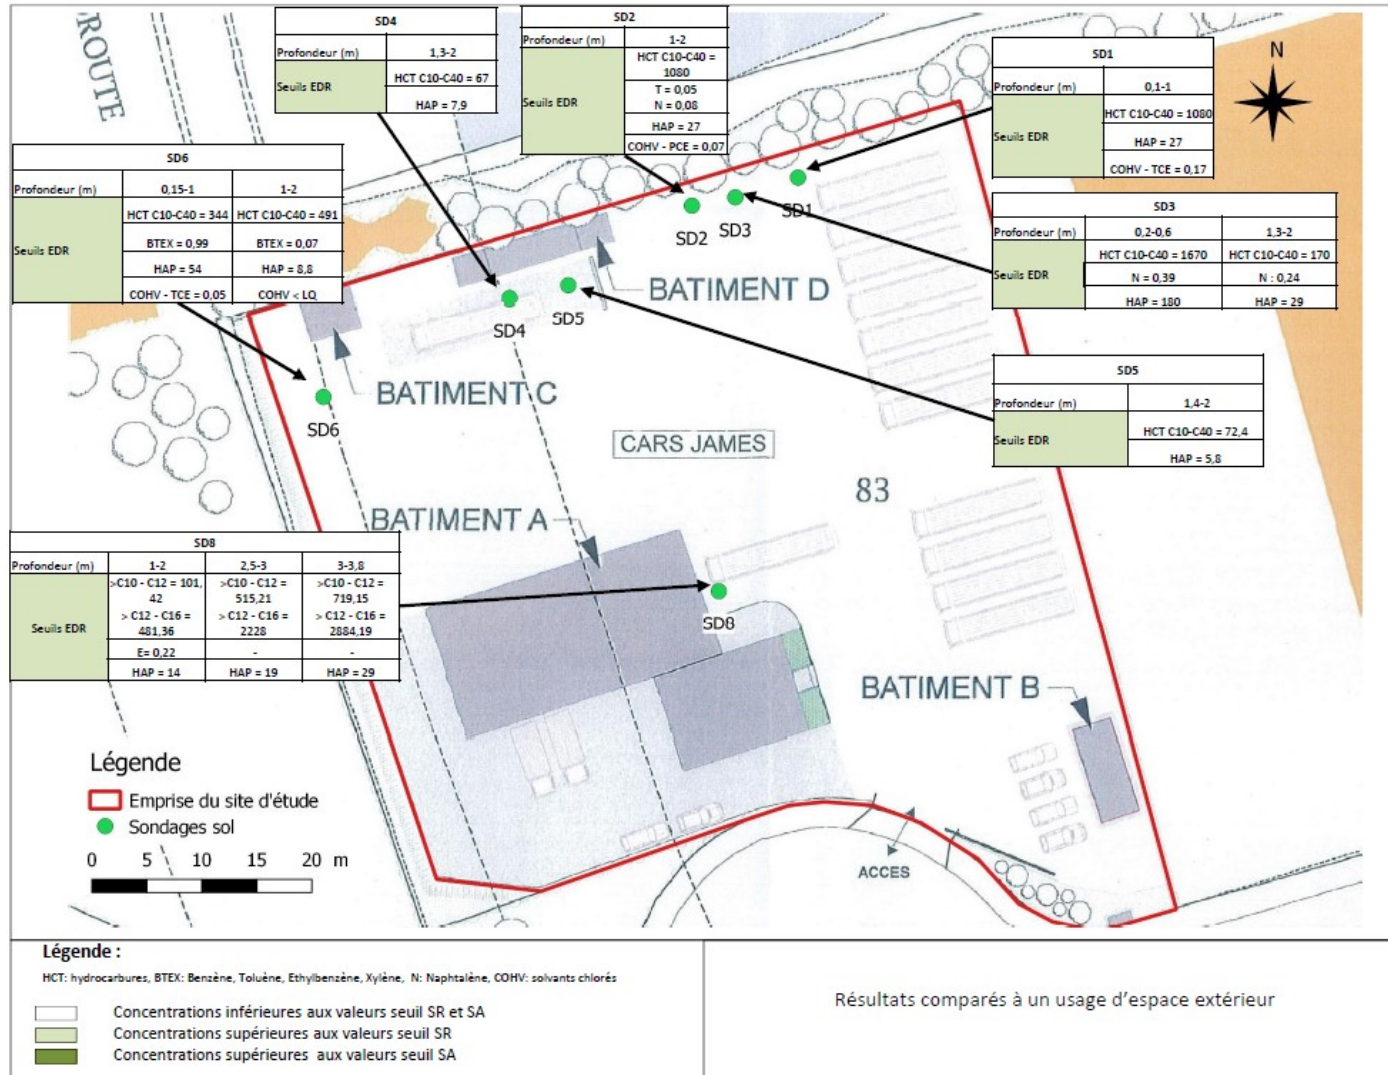 ROUTE
SD4
Profondeur (m) 1,3-2
Seuils EDR
HCT C10-C40 = 67
HAP = 7,9
SD2
Profondeur (m) 1-2
Seuils EDR
HCT C10-C40 =
1080
T = 0,05
N = 0,08
HAP = 27
COHV - PCE = 0,07
SD1
Profondeur (m) 0,1-1
Seuils EDR
HCT C10-C40 = 1080
HAP = 27
COHV - TCE = 0,17
N
SD6
Profondeur (m) 0,15-1 1-2
Seuils EDR
HCT C10-C40 = 344 HCT C10-C40 = 491
BTEX = 0,99 BTEX = 0,07
HAP = 54 HAP = 8,8
COHV - TCE = 0,05 COHV < LQ
SD3
Profondeur (m) 0,2-0,6 1,3-2
Seuils EDR
HCT C10-C40 = 1670 HCT C10-C40 = 170
N = 0,39 N : 0,24
HAP = 180 HAP = 29
SD2 SD3 SD1
BATIMENT D
SD4 SD5
SD5
Profondeur (m) 1,4-2
Seuils EDR
HCT C10-C40 = 72,4
HAP = 5,8
BATIMENT C
SD6
CARS JAMES
83
BATIMENT A
SD8
Profondeur (m) 1-2 2,5-3 3-3,8
Seuils EDR
>C10 - C12 = 101, >C10 - C12 = >C10 - C12 =
42 515,21 719,15
> C12 - C16 = > C12 - C16 = > C12 - C16 =
481,36 2228 2884,19
E= 0,22 - -
HAP = 14 HAP = 19 HAP = 29
SD8
BATIMENT B
ACCES
Légende
Emprise du site d'étude
Sondages sol
0 5 10 15 20 m
Légende :
HCT: hydrocarbures, BTEX: Benzène, Toluène, Ethylbenzène, Xylène, N: Naphtalène, COHV: solvants chlorés
Concentrations inférieures aux valeurs seuil SR et SA
Concentrations supérieures aux valeurs seuil SR
Concentrations supérieures aux valeurs seuil SA
Résultats comparés à un usage d'espace extérieur